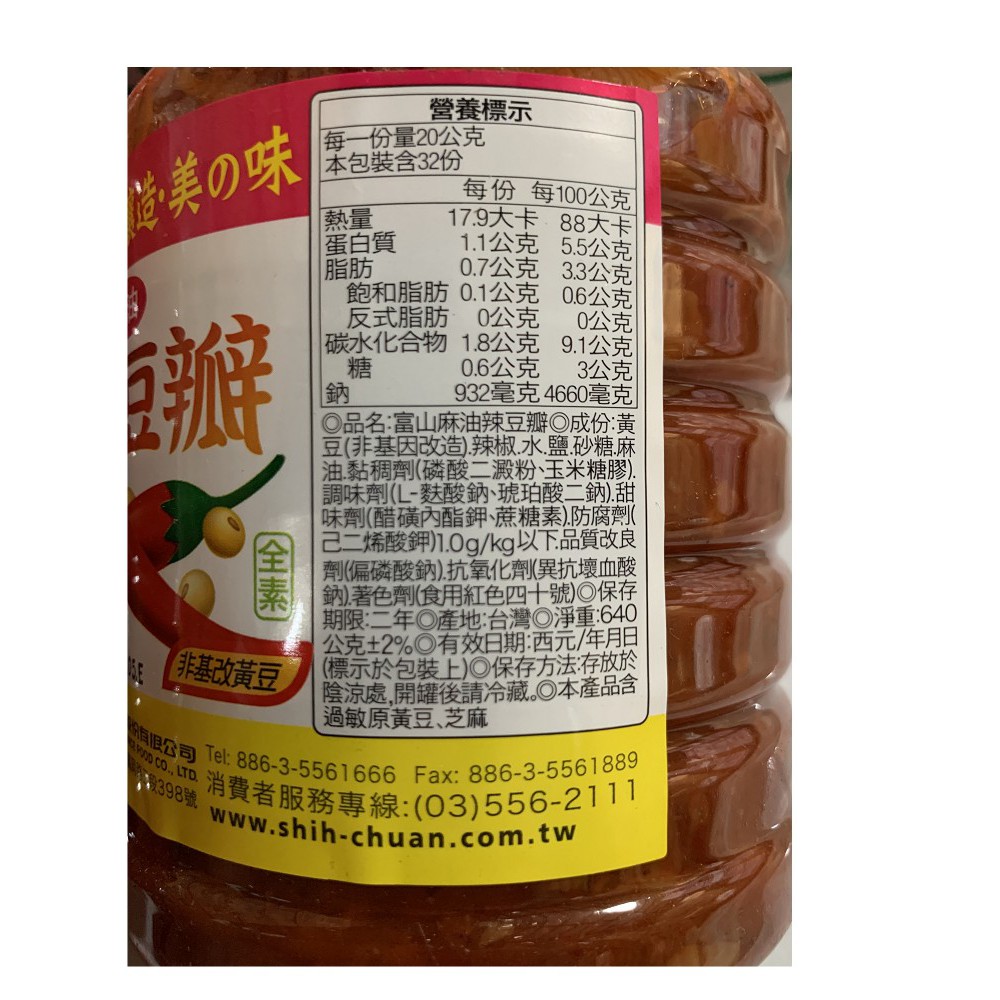 造・美の味
豆瓣
全素
非基改黃豆
營養標示
每一份量20公克
本包裝含32份
每份 每100公克
熱量 17.9大卡 88大卡
蛋白質 1.1公克 5.5公克
脂肪 0.7公克 3.3公克
飽和脂肪 0.1公克 0.6公克
反式脂肪 0公克 0公克
碳水化合物 1.8公克 9.1公克
糖 0.6公克 3公克
鈉 932毫克 4660毫克
◎品名:富山麻油辣豆瓣◎成份:黃
豆(非基因改造).辣椒.水.鹽.砂糖.麻
油.黏稠劑(磷酸二澱粉、玉米糖膠).
調味劑(L-麩酸鈉、琥珀酸二鈉).甜
味劑(醋磺內酯鉀、蔗糖素).防腐劑(
己二烯酸鉀)1.0g/kg以下.品質改良
劑(偏磷酸鈉).抗氧化劑(異抗壞血酸
鈉).著色劑(食用紅色四十號)◎保存
期限:二年◎產地:台灣◎淨重:640
公克±2%◎有效日期:西元/年月日
(標示於包裝上)◎保存方法:存放於
陰涼處,開罐後請冷藏。◎本產品含
過敏原黃豆、芝麻
05.E
份有限公司
FOOD CO., LTD.
段398號
Tel: 886-3-5561666 Fax: 886-3-5561889
消費者服務專線:(03)556-2111
www.shih-chuan.com.tw